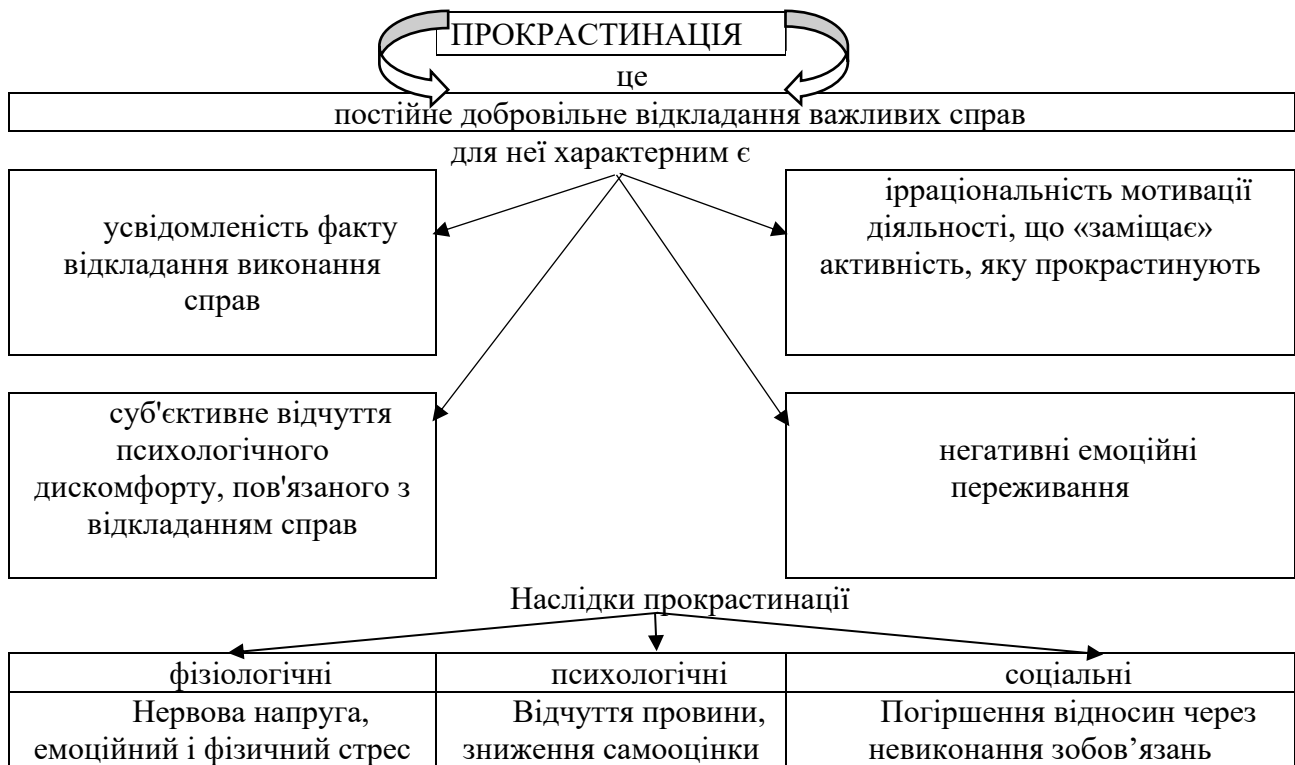 ПРОКРАСТИНАЦІЯ
це
постійне добровільне відкладання важливих справ
для неї характерним є
усвідомленість факту
відкладання виконання
справ
ірраціональність мотивації
діяльності, що «заміщає»
активність, яку прокрастинують
суб'єктивне відчуття
психологічного
дискомфорту, пов'язаного з
відкладанням справ
негативні емоційні
переживання
Наслідки прокрастинації
фізіологічні
психологічні
соціальні
Нервова напруга,
емоційний і фізичний стрес
Відчуття провини,
зниження самооцінки
Погіршення відносин через
невиконання зобов’язань